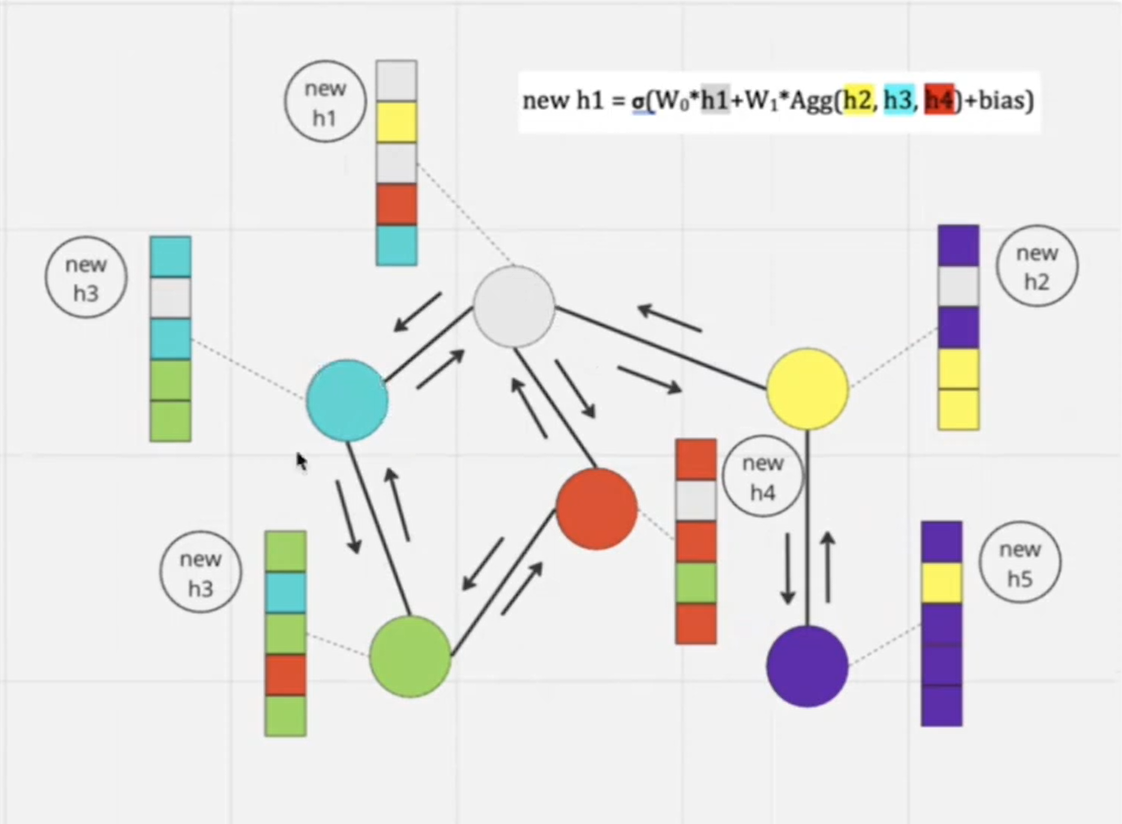 new
h1
new h1 = σ(W₀*h1+W₁*Agg(h2, h3, h4)+bias)
new
h3
new
h2
new
h4
new
h3
new
h5